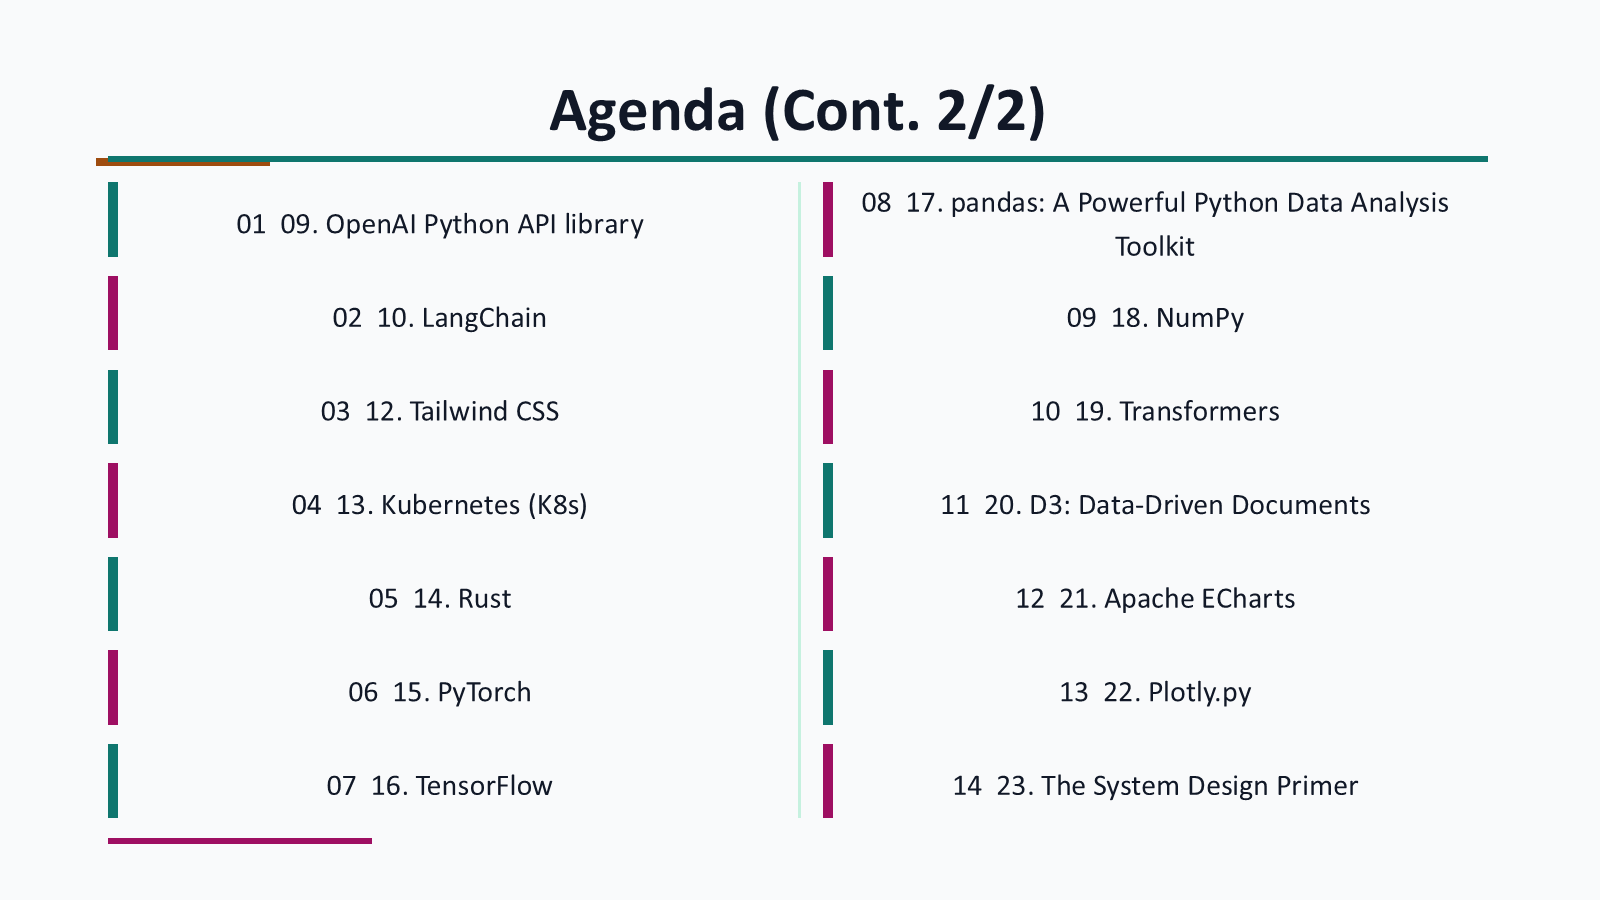 Agenda (Cont. 2/2)
01 09. OpenAI Python API library
02 10. LangChain
03 12. Tailwind CSS
04 13. Kubernetes (K8s)
05 14. Rust
06 15. PyTorch
07 16. TensorFlow
08 17. pandas: A Powerful Python Data Analysis
Toolkit
09 18. NumPy
10 19. Transformers
11 20. D3: Data-Driven Documents
12 21. Apache ECharts
13 22. Plotly.py
14 23. The System Design Primer